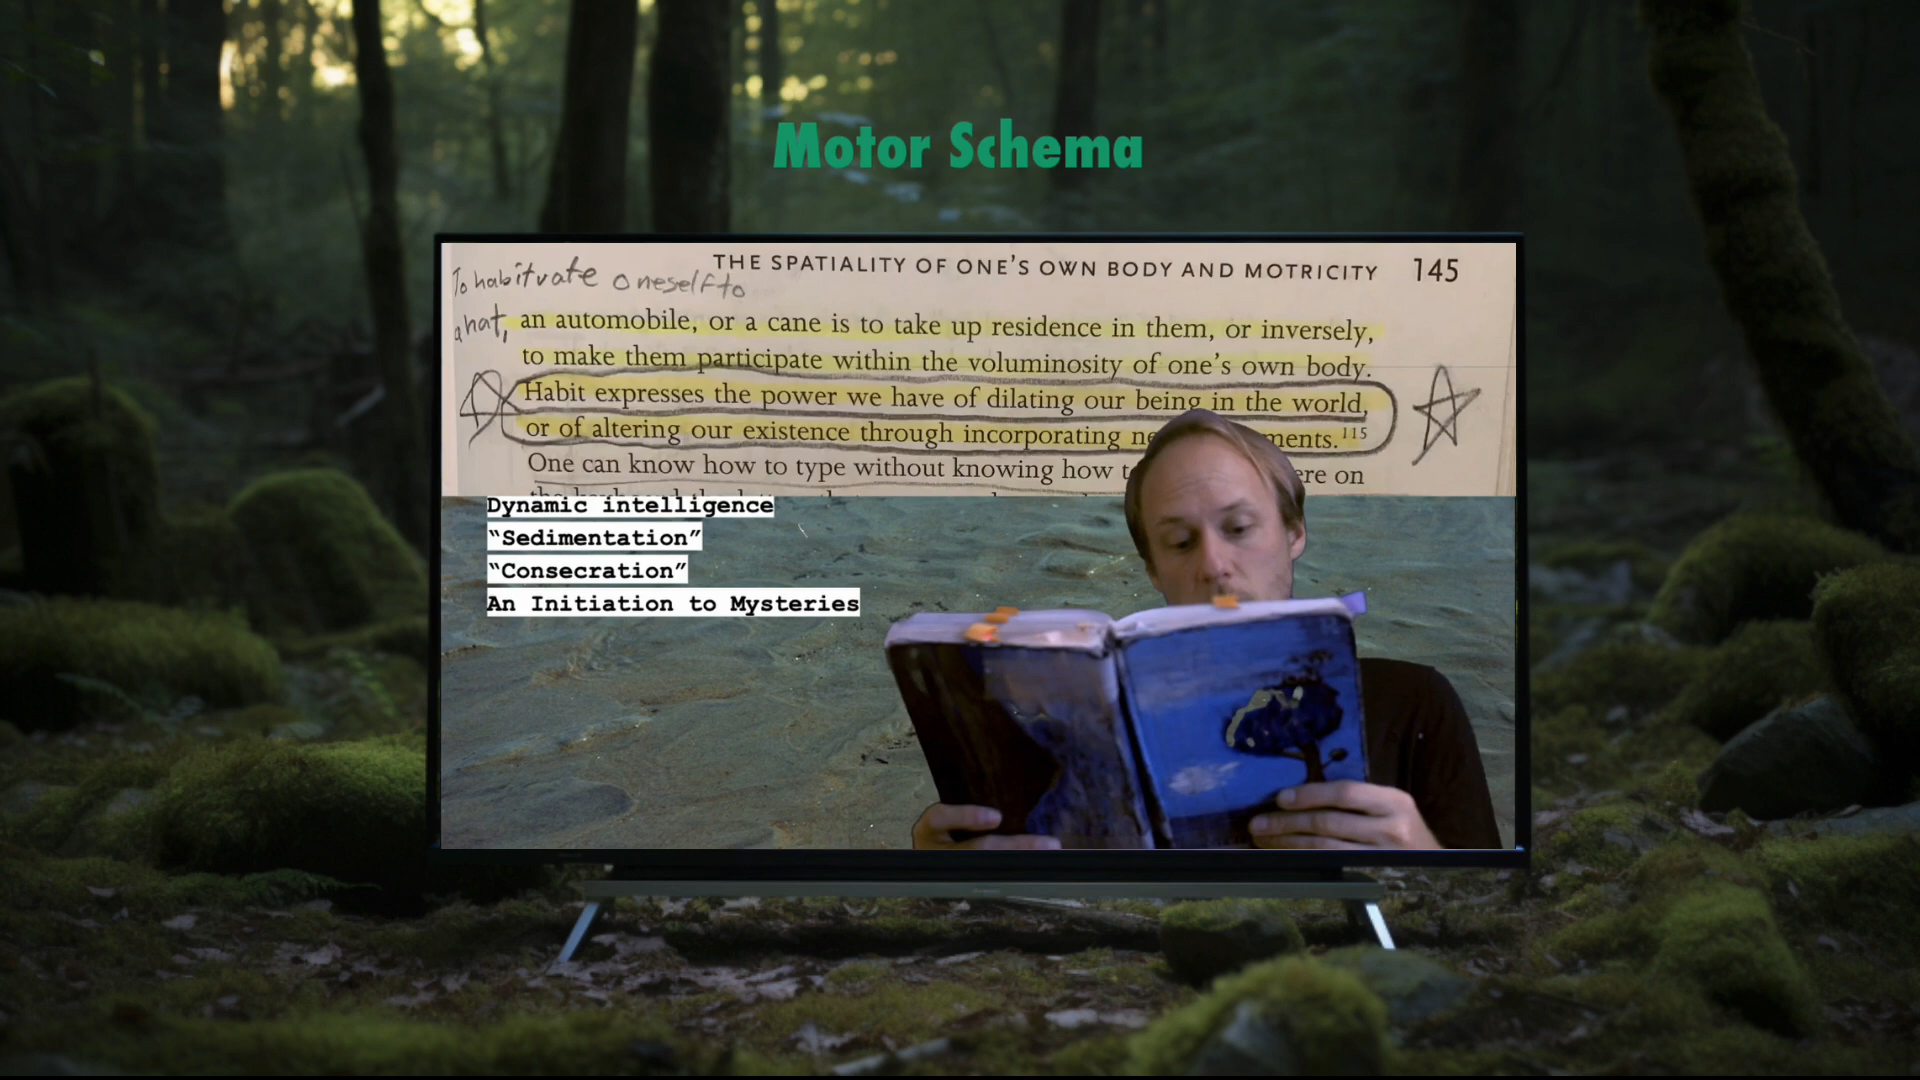 Motor Schema
THE SPATIALITY OF ONE'S OWN BODY AND MOTRICITY 145
To habituate oneself to
a hat, an automobile, or a cane is to take up residence in them, or inversely,
to make them participate within the voluminosity of one's own body.
Habit expresses the power we have of dilating our being in the world,
or of altering our existence through incorporating ments.115
One can know how to type without knowing how re on
Dynamic intelligence
“Sedimentation”
“Consecration”
An Initiation to Mysteries